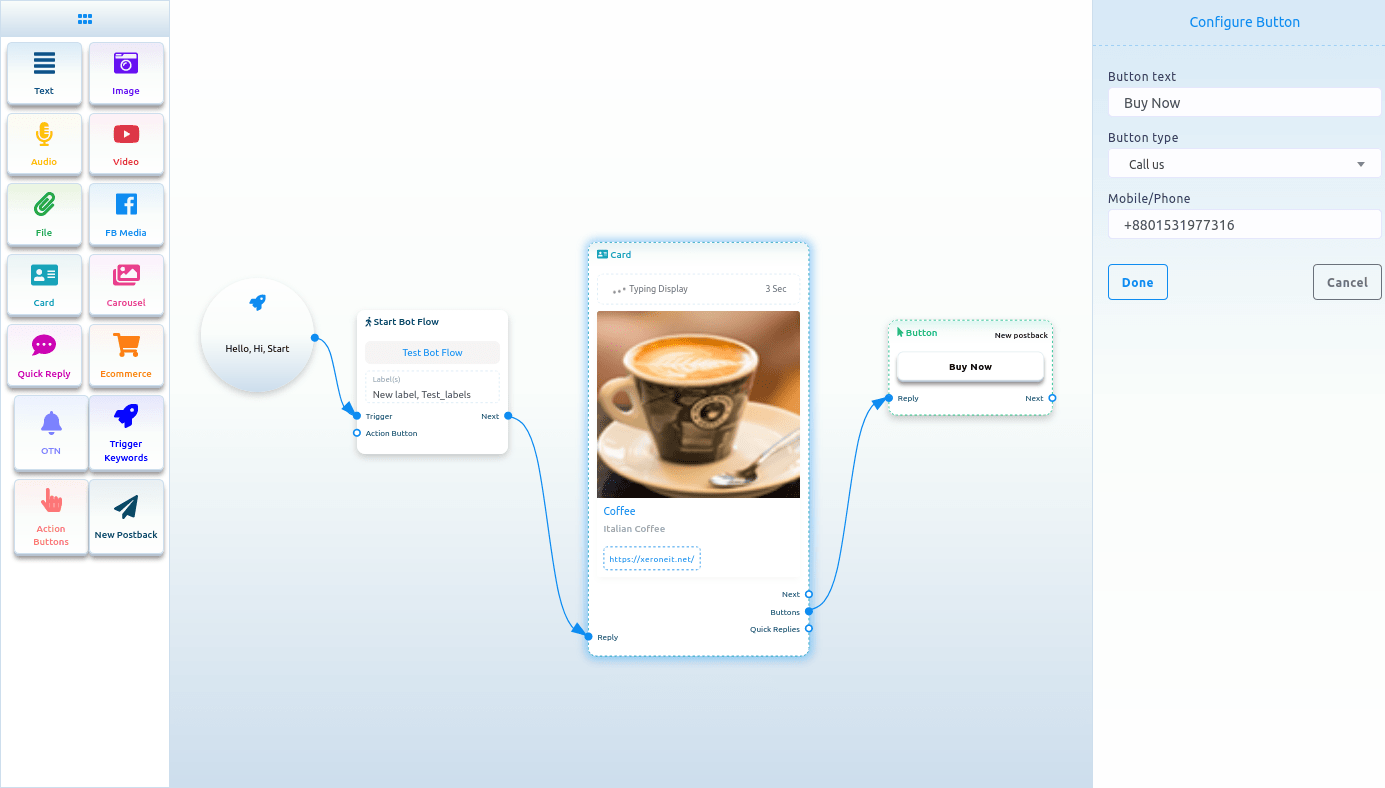 Text
Image
Audio
Video
File
FB Media
Card
Carousel
Quick Reply
Ecommerce
OTN
Trigger
Keywords
Action
Buttons
New Postback
Hello, Hi, Start
Start Bot Flow
Test Bot Flow
Label(s)
New label, Test_labels
Trigger
Next
Action Button
Card
Typing Display
3 Sec
Coffee
Italian Coffee
https://xeroneit.net/
Next
Buttons
Quick Replies
Reply
Button
New postback
Buy Now
Reply
Next
Configure Button
Button text
Buy Now
Button type
Call us
Mobile/Phone
+8801531977316
Done
Cancel